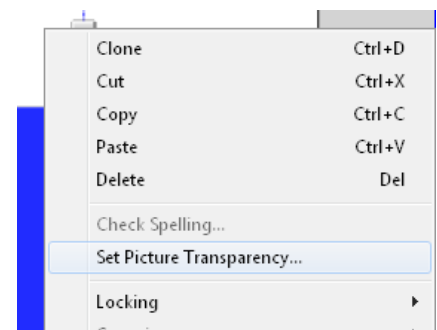 Clone Ctrl+D
Cut Ctrl+X
Copy Ctrl+C
Paste Ctrl+V
Delete Del
Check Spelling...
Set Picture Transparency...
Locking